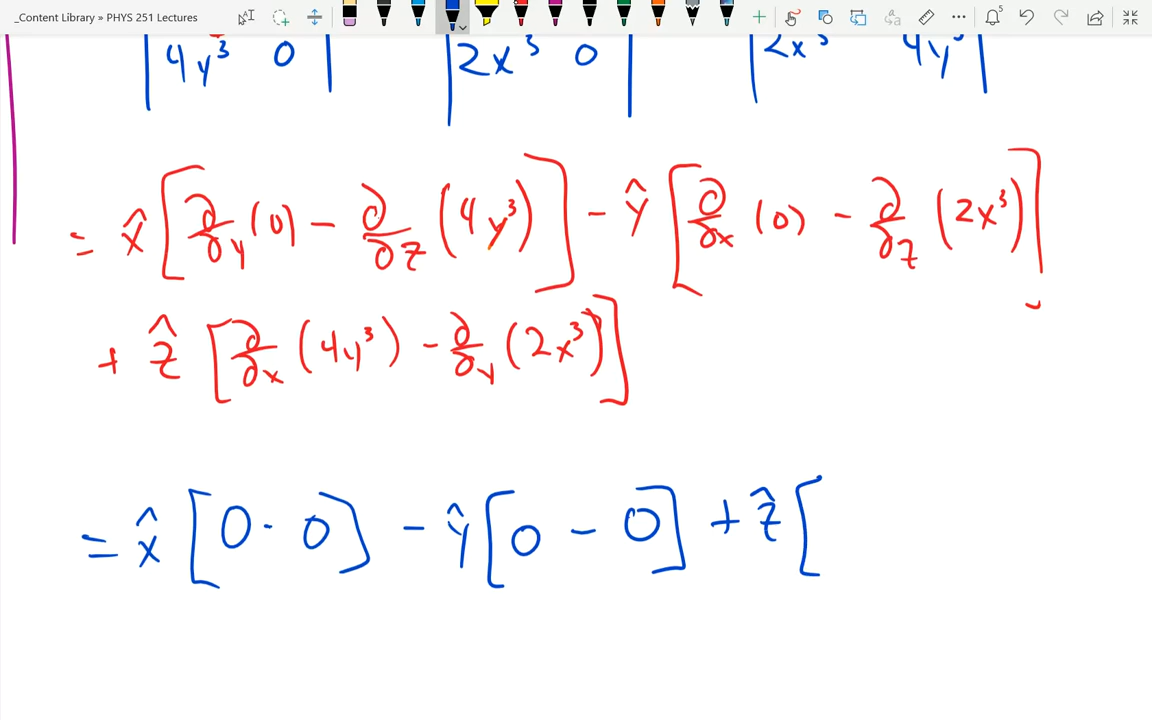 _Content Library » PHYS 251 Lectures
5
|4y³ 0| |2x³ 0| |2x³ 4y³|
= x̂ [∂/∂y (0) − ∂/∂z (4y³)] − ŷ [∂/∂x (0) − ∂/∂z (2x³)]
+ ẑ [∂/∂x (4y³) − ∂/∂y (2x³)]
= x̂ [0 - 0] − ŷ [0 − 0] + ẑ [